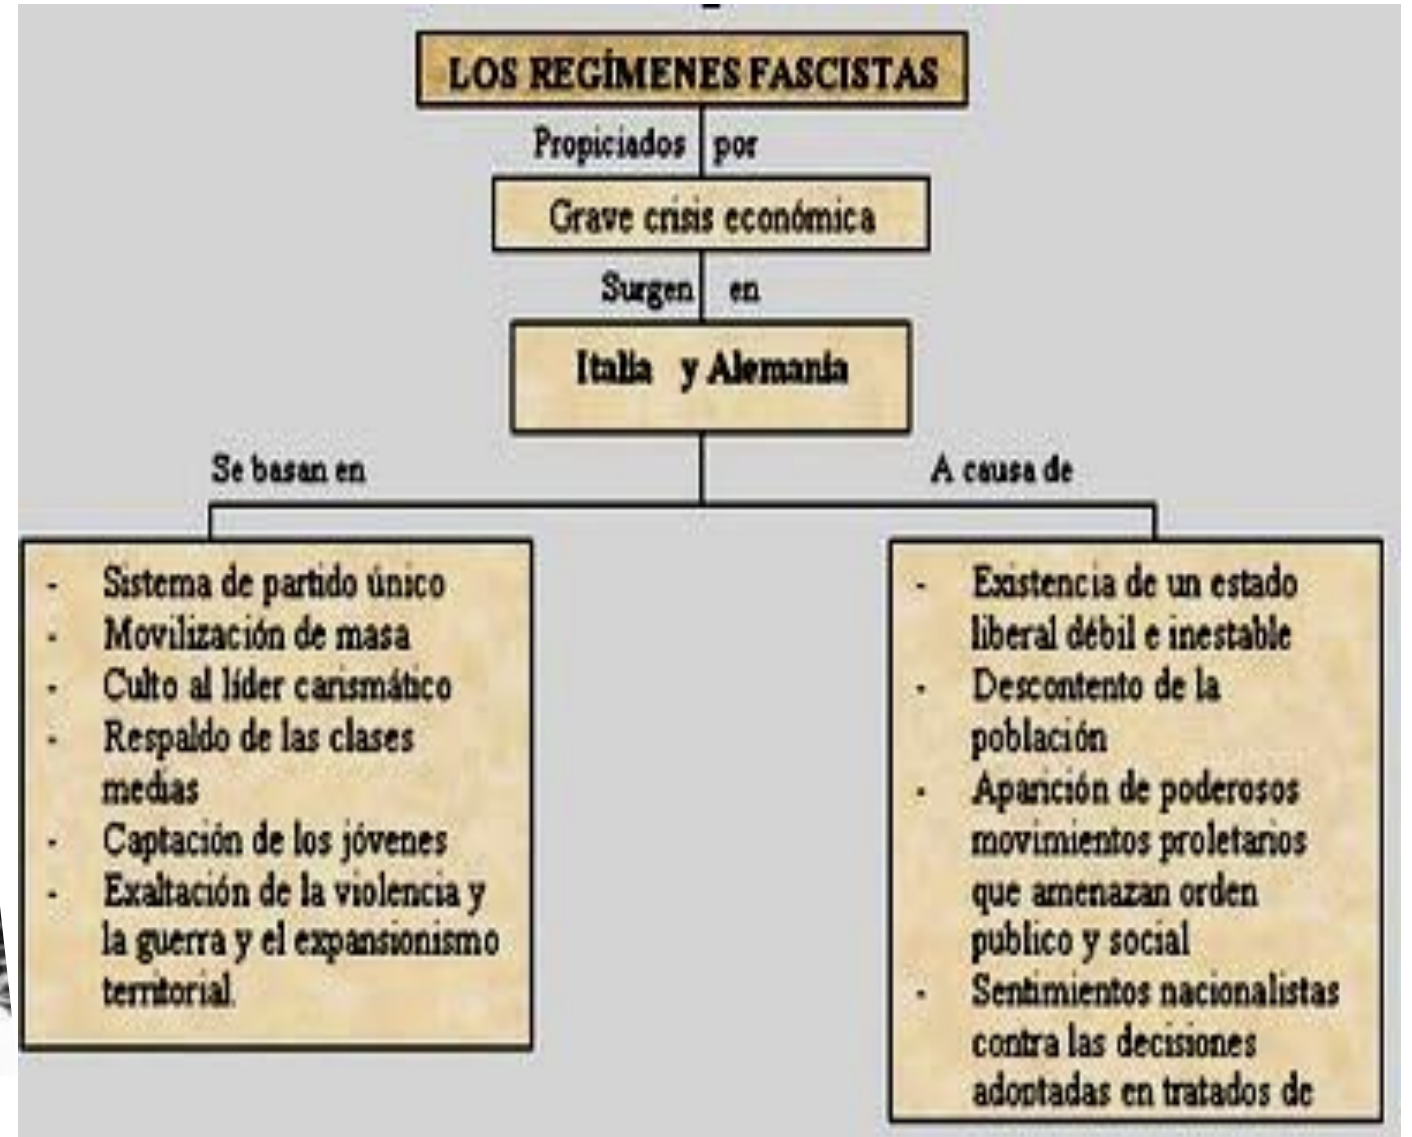 LOS REGÍMENES FASCISTAS
Propiciados por
Grave crisis económica
Surgen en
Italia y Alemania
Se basan en
- Sistema de partido único
- Movilización de masa
- Culto al líder carismático
- Respaldo de las clases
medias
- Captación de los jóvenes
- Exaltación de la violencia y
la guerra y el expansionismo
territorial.
A causa de
- Existencia de un estado
liberal débil e inestable
- Descontento de la
población
- Aparición de poderosos
movimientos proletarios
que amenazan orden
publico y social
- Sentimientos nacionalistas
contra las decisiones
adoptadas en tratados de